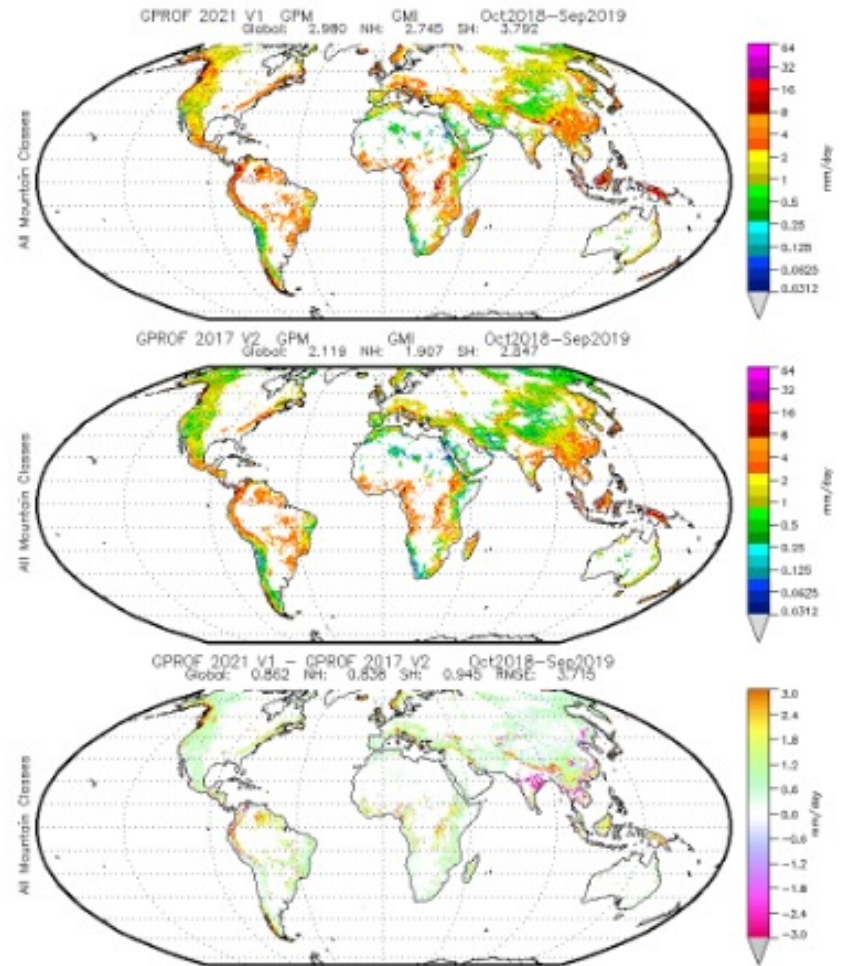 GPROF 2021 V1 GPM GMI Oct2018-Sep2019
Global: 2.980 NH: 2.745 SH: 3.792
All Mountain Classes
64
32
16
8
4
2
1
0.5
0.25
0.125
0.0625
0.0312
mm/day
GPROF 2017 V2 GPM GMI Oct2018-Sep2019
Global: 2.119 NH: 1.907 SH: 2.847
All Mountain Classes
64
32
16
8
4
2
1
0.5
0.25
0.125
0.0625
0.0312
mm/day
GPROF 2021 V1 - GPROF 2017 V2 Oct2018-Sep2019
Global: 0.862 NH: 0.838 SH: 0.945 RNGE: 3.715
All Mountain Classes
3.0
2.4
1.8
1.2
0.6
0.0
-0.6
-1.2
-1.8
-2.4
-3.0
mm/day